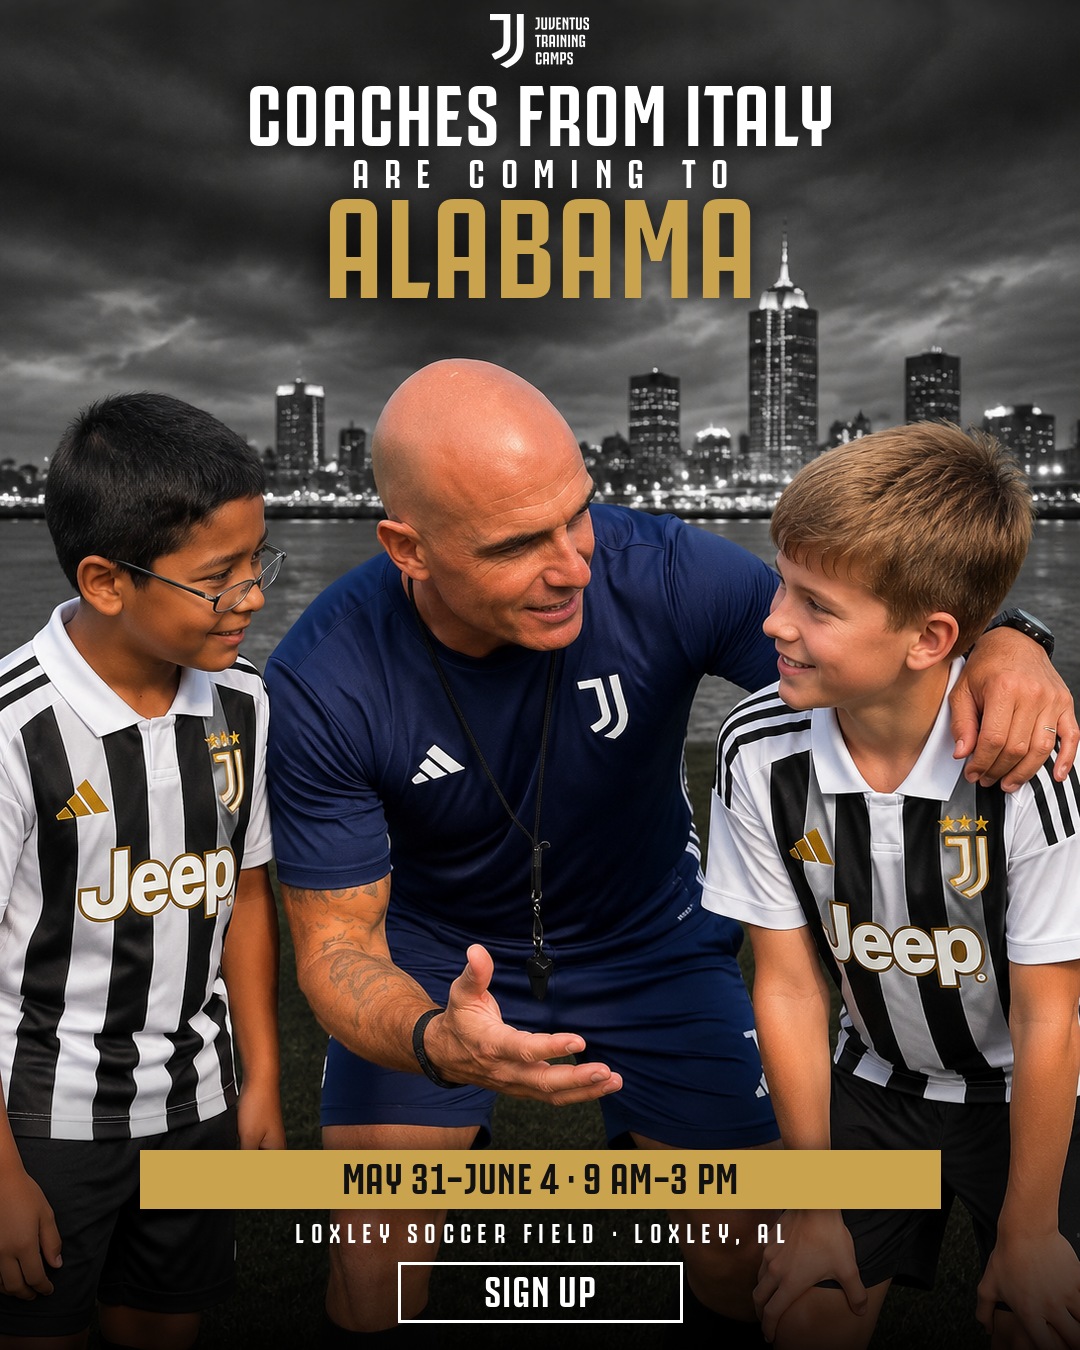 JUVENTUS
TRAINING
CAMPS
COACHES FROM ITALY
ARE COMING TO
ALABAMA
Jeep
Jeep
MAY 31–JUNE 4 · 9 AM–3 PM
LOXLEY SOCCER FIELD · LOXLEY, AL
SIGN UP